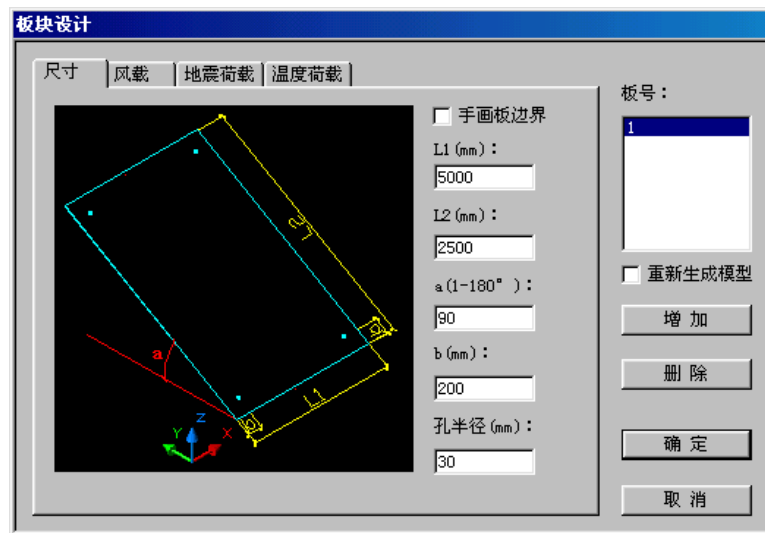 板块设计
尺寸 风载 地震荷载 温度荷载
手画板边界
L1(mm):
5000
L2(mm):
2500
a(1-180°):
90
b(mm):
200
孔半径(mm):
30
L2
b
a
L1
b
Z
Y
X
板号:
1
重新生成模型
增 加
删 除
确 定
取 消